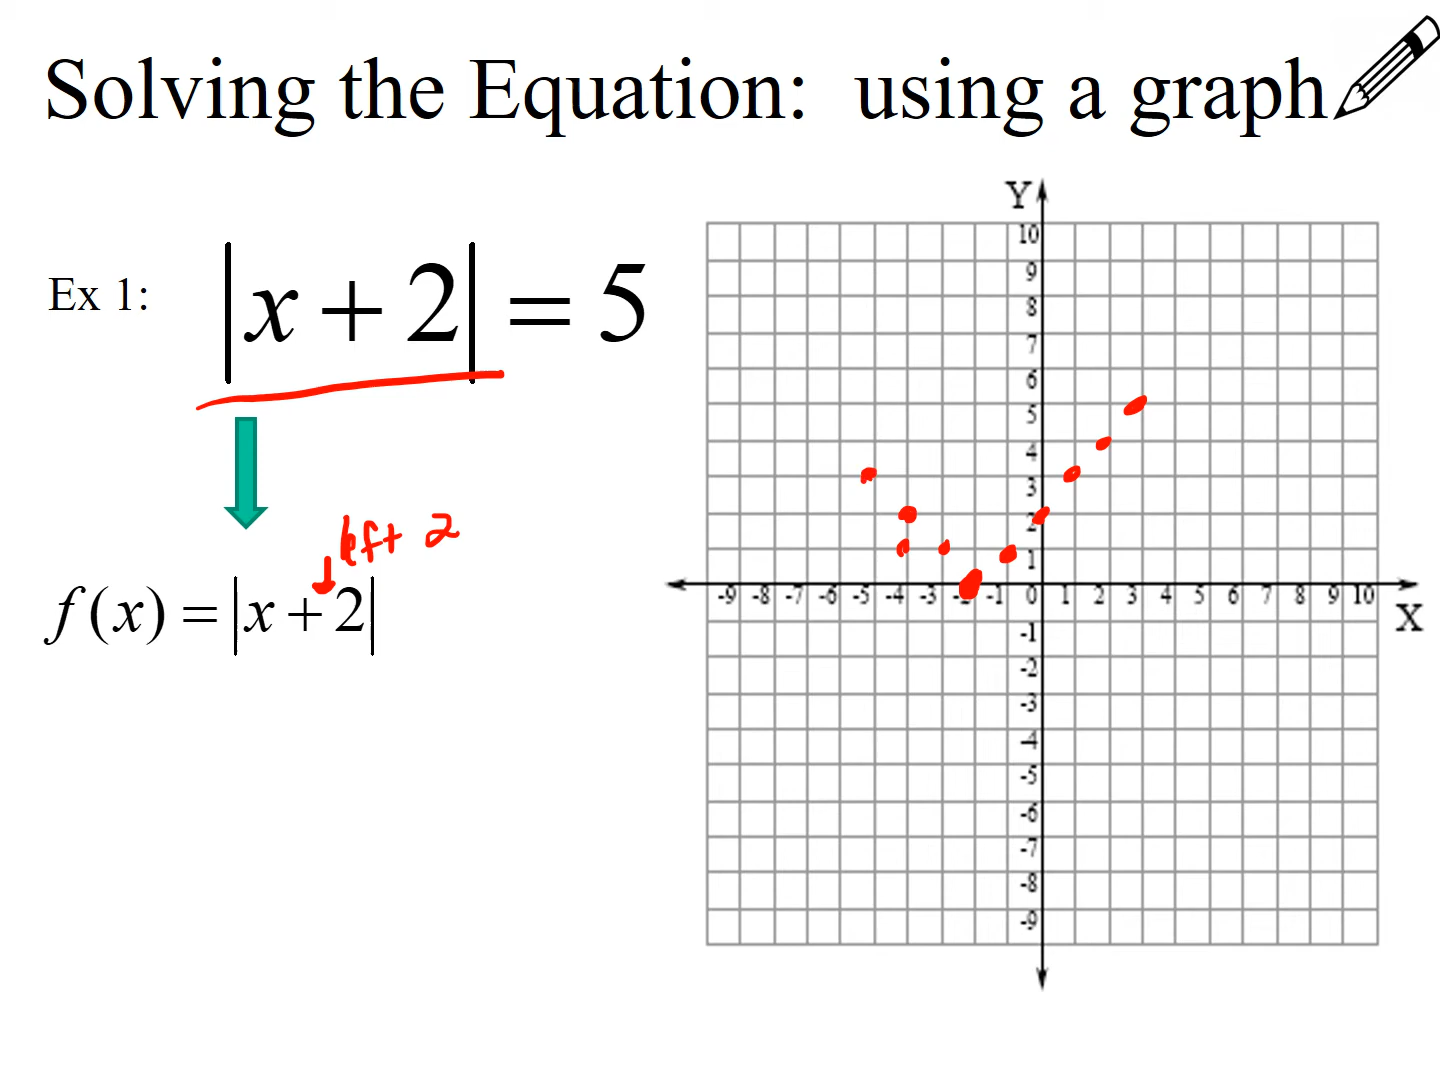 Solving the Equation: using a graph
Ex 1: |x + 2| = 5
left 2
f(x) = |x + 2|
Y
10
9
8
7
6
5
4
3
2
1
-9 -8 -7 -6 -5 -4 -3 -2 -1 0 1 2 3 4 5 6 7 8 9 10
X
-1
-2
-3
-4
-5
-6
-7
-8
-9